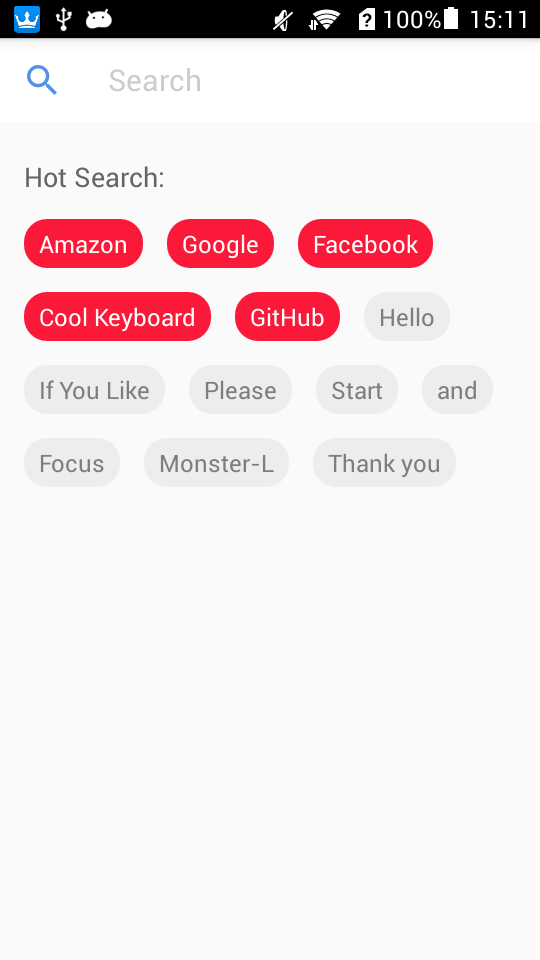 100% 15:11
Search
Hot Search:
Amazon Google Facebook
Cool Keyboard GitHub Hello
If You Like Please Start and
Focus Monster-L Thank you